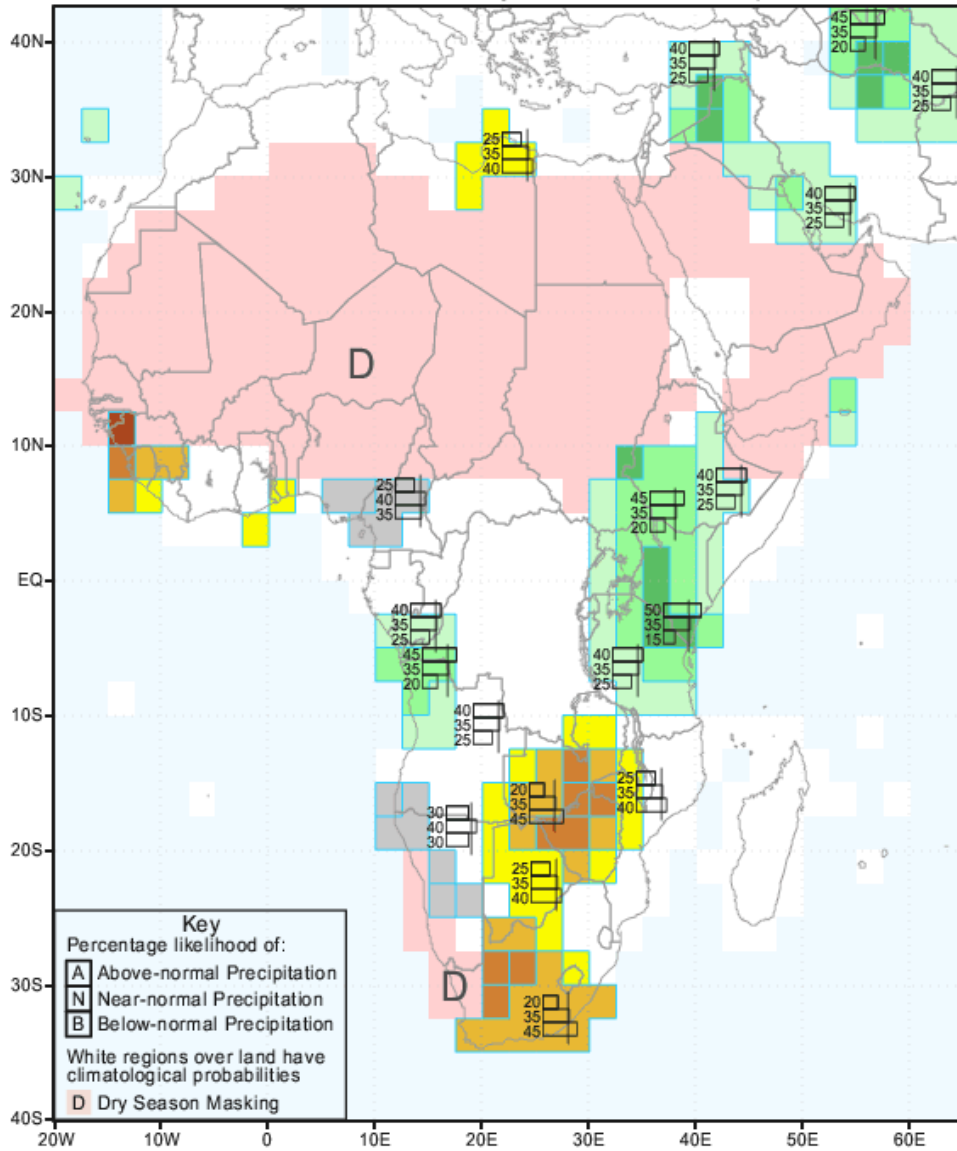 40N
30N
20N
10N
EQ
10S
20S
30S
40S
20W
10W
0
10E
20E
30E
40E
50E
60E
45
35
20
40
35
25
40
35
25
25
35
40
40
35
25
D
25
40
35
40
35
25
45
35
20
40
35
25
50
35
15
45
35
20
40
35
25
40
35
25
25
35
40
20
35
45
30
40
30
25
35
40
20
35
45
D
Key
Percentage likelihood of:
A Above-normal Precipitation
N Near-normal Precipitation
B Below-normal Precipitation
White regions over land have
climatological probabilities
D Dry Season Masking